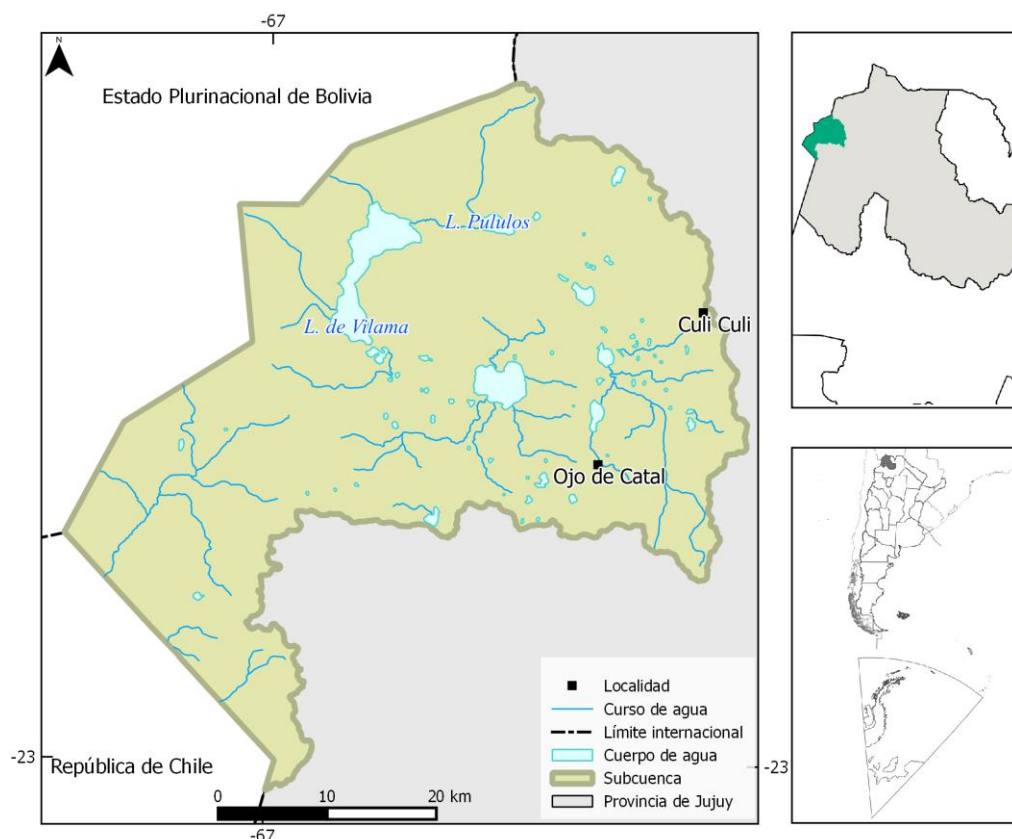 -67
N
Estado Plurinacional de Bolivia
L. Pululos
L. de Vilama
Culi Culi
Ojo de Catal
Localidad
Curso de agua
Límite internacional
Cuerpo de agua
Subcuenca
Provincia de Jujuy
-23
-23
República de Chile
0 10 20 km
-67